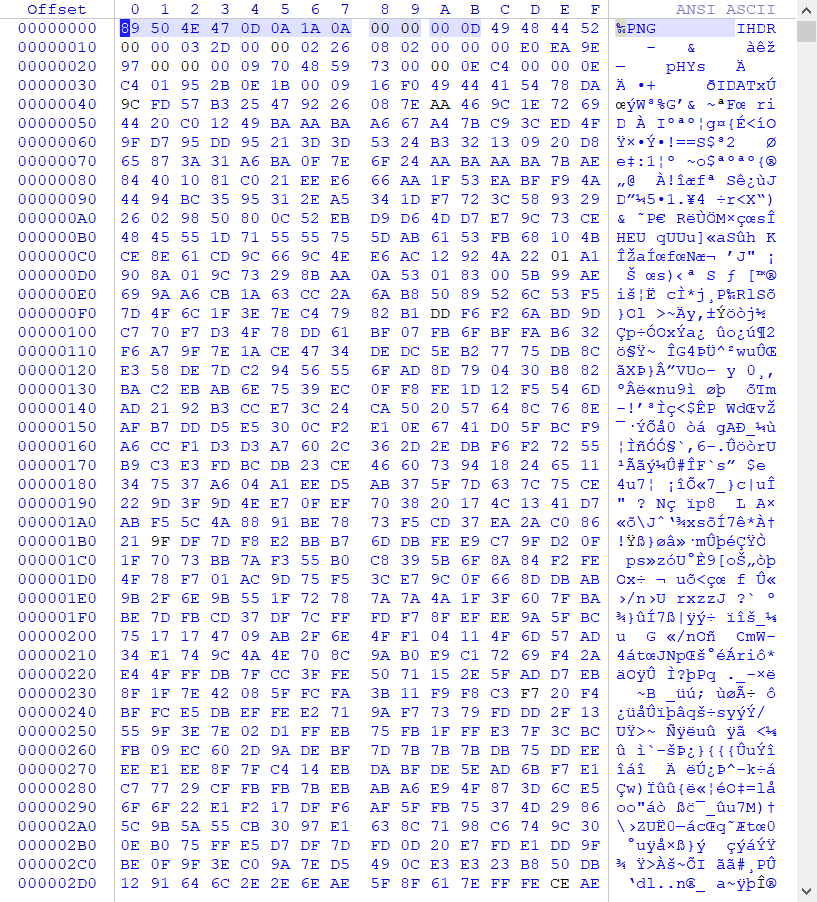 Offset 0 1 2 3 4 5 6 7 8 9 A B C D E F ANSI ASCII
00000000 89 50 4E 47 0D 0A 1A 0A 00 00 00 0D 49 48 44 52 ‰PNG IHDR
00000010 00 00 03 2D 00 00 02 26 08 02 00 00 00 E0 EA 9E - & àêž
00000020 97 00 00 00 09 70 48 59 73 00 00 0E C4 00 00 0E — pHYs Ä
00000030 C4 01 95 2B 0E 1B 00 09 16 F0 49 44 41 54 78 DA Ä •+ ðIDATxÚ
00000040 9C FD 57 B3 25 47 92 26 08 7E AA 46 9C 1E 72 69 œýW³%G’& ~ªFœ ri
00000050 44 20 C0 12 49 BA AA BA A6 67 A4 7B C9 3C ED 4F D À Iºªº¦g¤{É<íO
00000060 9F D7 95 DD 95 21 3D 3D 53 24 B3 32 13 09 20 D8 Ÿוݕ!==S$³2 Ø
00000070 65 87 3A 31 A6 BA 0F 7E 6F 24 AA BA AA BA 7B AE e‡:1¦º ~o$ªºªº{®
00000080 84 40 10 81 C0 21 EE E6 66 AA 1F 53 EA BF F9 4A „@ À!îæfª Sê¿ùJ
00000090 44 94 BC 35 95 31 2E A5 34 1D F7 72 3C 58 93 29 D”¼5•1.¥4 ÷r<X“)
000000A0 26 02 98 50 80 0C 52 EB D9 D6 4D D7 E7 9C 73 CE & ˜P€ RëÙÖM×çœsÎ
000000B0 48 45 55 1D 71 55 55 75 5D AB 61 53 FB 68 10 4B HEU qUUu]«aSûh K
000000C0 CE 8E 61 CD 9C 66 9C 4E E6 AC 12 92 4A 22 01 A1 ÎŽaÍœfœNæ¬ ’J" ¡
000000D0 90 8A 01 9C 73 29 8B AA 0A 53 01 83 00 5B 99 AE Š œs)‹ª S ƒ [™®
000000E0 69 9A A6 CB 1A 63 CC 2A 6A B8 50 89 52 6C 53 F5 iš¦Ë cÌ*j¸P‰RlSõ
000000F0 7D 4F 6C 1F 3E 7E C4 79 82 B1 DD F6 F2 6A BD 9D }Ol >~Äy‚±Ýöòj½
00000100 C7 70 F7 D3 4F 78 DD 61 BF 07 FB 6F BF FA B6 32 Çp÷ÓOxÝa¿ ûo¿ú¶2
00000110 F6 A7 9F 7E 1A CE 47 34 DE DC 5E B2 77 75 DB 8C ö§Ÿ~ ÎG4ÞÜ^²wuÛŒ
00000120 E3 58 DE 7D C2 94 56 55 6F AD 8D 79 04 30 B8 82 ãXÞ}”VUo- y 0¸‚
00000130 BA C2 EB AB 6E 75 39 EC 0F F8 FE 1D 12 F5 54 6D ºÂë«nu9ì øþ õTm
00000140 AD 21 92 B3 CC E7 3C 24 CA 50 20 57 64 8C 76 8E -!’³Ìç<$ÊP WdŒvŽ
00000150 AF B7 DD D5 E5 30 0C F2 E1 0E 67 41 D0 5F BC F9 ¯·ÝÕå0 òá gAÐ_¼ù
00000160 A6 CC F1 D3 D3 A7 60 2C 36 2D 2E DB F6 F2 72 55 ¦ÌñÓÓ§`,6-.ÛöòrU
00000170 B9 C3 E3 FD BC DB 23 CE 46 60 73 94 18 24 65 11 ¹Ããý¼Û#ÎF`s” $e
00000180 34 75 37 A6 04 A1 EE D5 AB 37 5F 7D 63 7C 75 CE 4u7¦ ¡îÕ«7_}c|uÎ
00000190 22 9D 3F 9D 4E E7 0F EF 70 38 20 17 4C 13 41 D7 " ? Nç ïp8 L A×
000001A0 AB F5 5C 4A 88 91 BE 78 73 F5 CD 37 EA 2A C0 86 «õ\Jˆ‘¾xsõÍ7ê*À†
000001B0 21 9F DF 7D F8 E2 BB B7 6D DB FE E9 C7 9F D2 0F !Ÿß}øâ»·mÛþéÇŸÒ
000001C0 1F 70 73 BB 7A F3 55 B0 C8 39 5B 6F 8A 84 F2 FE ps»zóU°È9[oŠ„òþ
000001D0 4F 78 F7 01 AC 9D 75 F5 3C E7 9C 0F 66 8D DB AB Ox÷ ¬ uõ<çœ f Û«
000001E0 9B 2F 6E 9B 55 1F 72 78 7A 7A 4A 1F 3F 60 7F BA ›/n›U rxzzJ ?` º
000001F0 BE 7D FB CD 37 DF 7C FF FD F7 8F EF EE 9A 5F BC ¾}ûÍ7ß|ÿý÷ ïîš_¼
00000200 75 17 17 47 09 AB 2F 6E 4F F1 04 11 4F 6D 57 AD u G «/nOñ OmW-
00000210 34 E1 74 9C 4A 4E 70 8C 9A B0 E9 C1 72 69 F4 2A 4átœJNpŒš°éÁriô*
00000220 E4 4F FF DB 7F CC 3F FE 50 71 15 2E 5F AD D7 EB äOÿÛ Ì?þPq ._-×ë
00000230 8F 1F 7E 42 08 85 5F FC FA 3B 11 F9 F8 C3 F7 20 F4 ~B …_üú; ùøÃ÷ ô
00000240 BF FC E5 DB EF FE E2 71 9A F7 73 79 FD DD 2F 13 ¿üåÛïþâqš÷syýÝ/
00000250 55 9F 3E 7E 02 D1 FF EB 75 FB 1F FF E3 7F 3C BC UŸ>~ Ñÿëuû ÿã <¼
00000260 FB 09 EC 60 2D 9A DE BF 7D 7B 7B 7B DB 75 DD EE û ì`-šÞ¿}{{{ÛuÝî
00000270 EE E1 EE 8F 7F C4 14 EB DA BF DE 5E AD 6B F7 E1 îáî Ä ëÚ¿Þ^-k÷á
00000280 C7 77 29 CF FB FB 7B EB AB A6 E9 4F 87 3D 6C E5 Çw)Ïûû{ë«¦éO‡=lå
00000290 6F 6F 22 E1 F2 17 DF F6 AF 5F FB 75 37 4D 29 86 oo"áò ßö¯_ûu7M)†
000002A0 5C 9B 5A 55 CB 30 97 E1 63 8C 71 98 C6 74 9C 30 \›ZUË0—ácŒq˜Ætœ0
000002B0 0E B0 75 FF E5 D7 DF 7D FD 0D 20 E7 FD E1 DD 9F °uÿå×ß}ý çýáÝŸ
000002C0 BE 0F 9F 3E C0 09 7E D5 49 0C E3 E3 23 B8 50 DB ¾ Ÿ>À ~ÕI ãã#¸PÛ
000002D0 12 91 64 6C 2E 2E 6E AE 5F 8F 61 7E FF FE CE AE ‘dl..n®_ a~ÿþÎ®